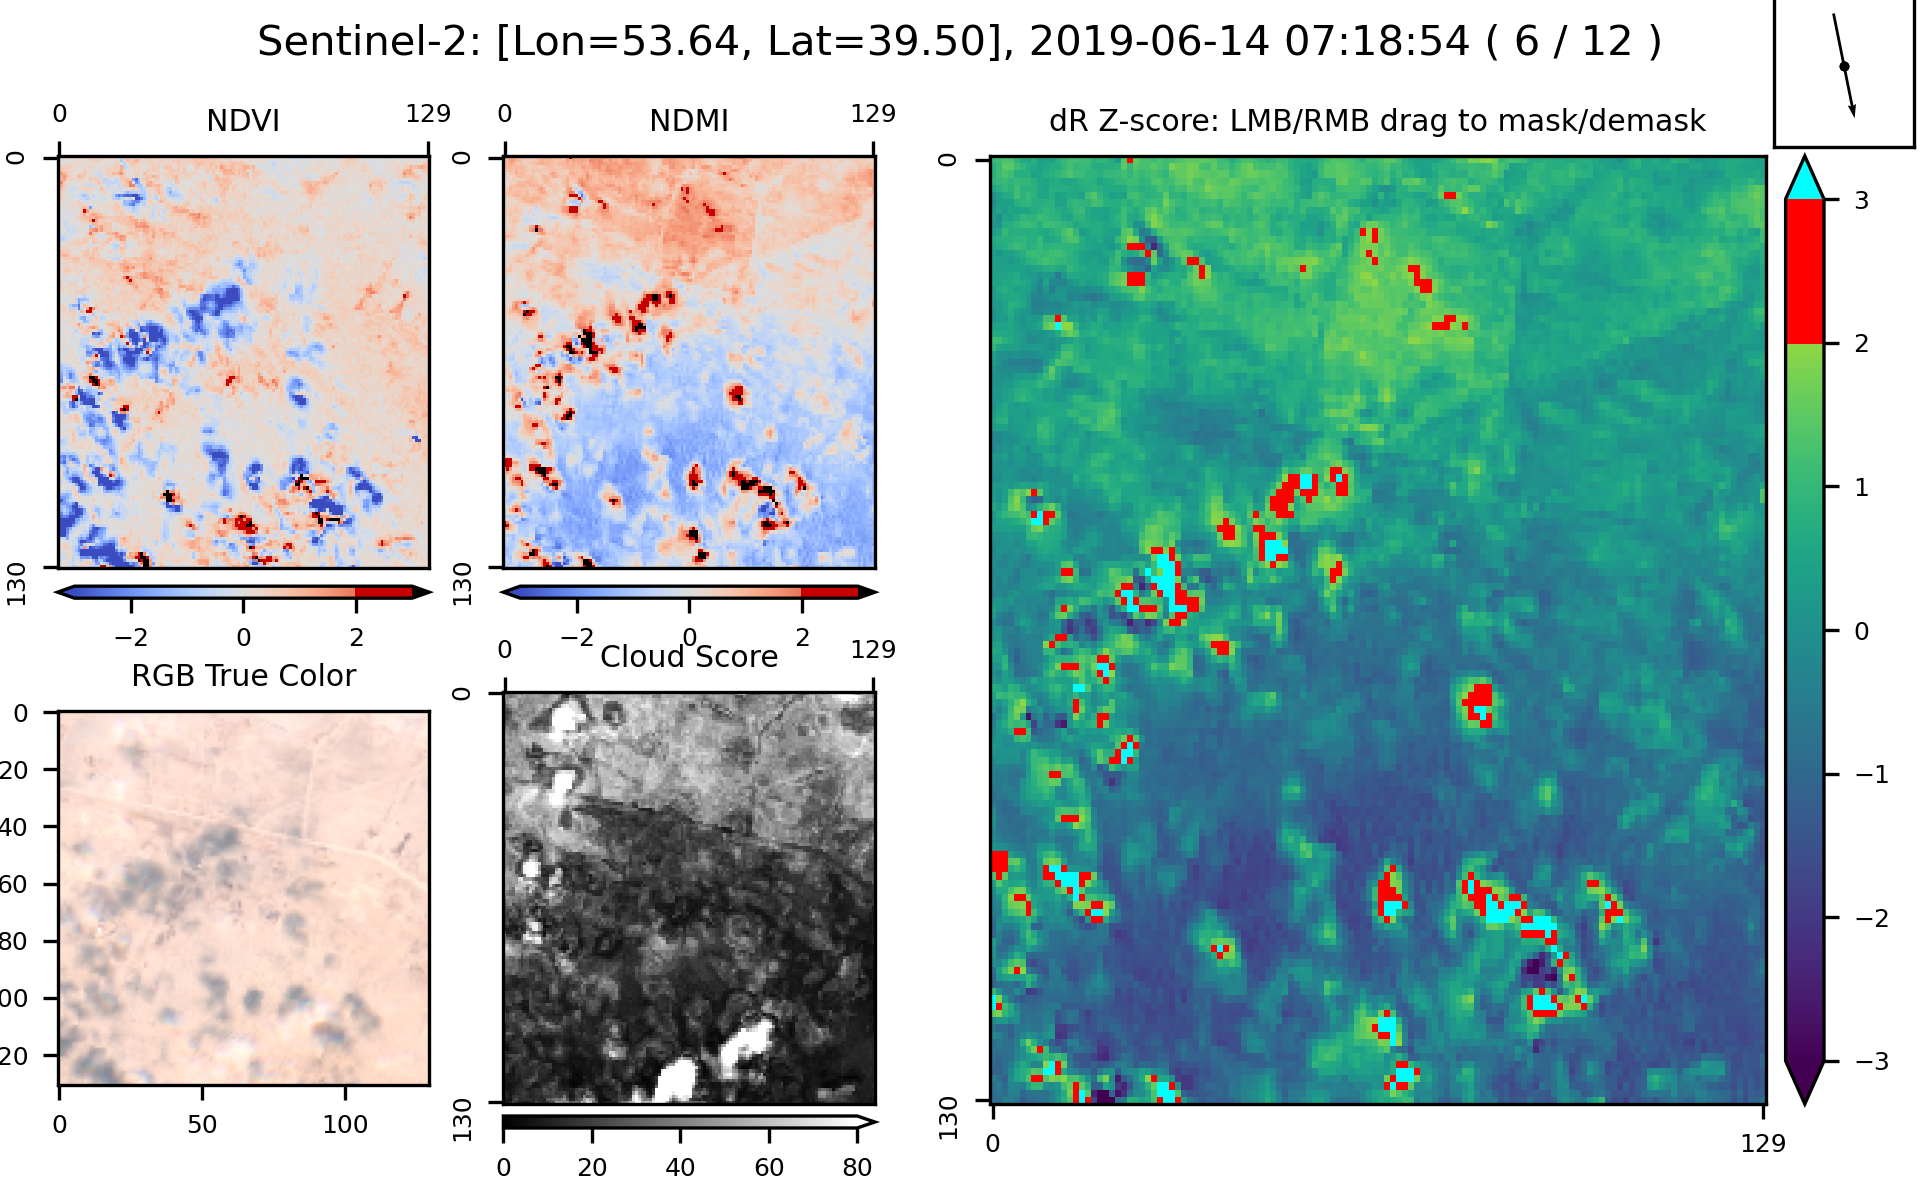 Sentinel-2: [Lon=53.64, Lat=39.50], 2019-06-14 07:18:54 ( 6 / 12 )
0 NDVI 129
0
130
−2 0 2
0 NDMI 129
0
130
−2 0 2
dR Z-score: LMB/RMB drag to mask/demask
0
130
0 129
3
2
1
0
−1
−2
−3
RGB True Color
0
20
40
60
80
00
20
0 50 100
0 Cloud Score 129
0
130
0 20 40 60 80